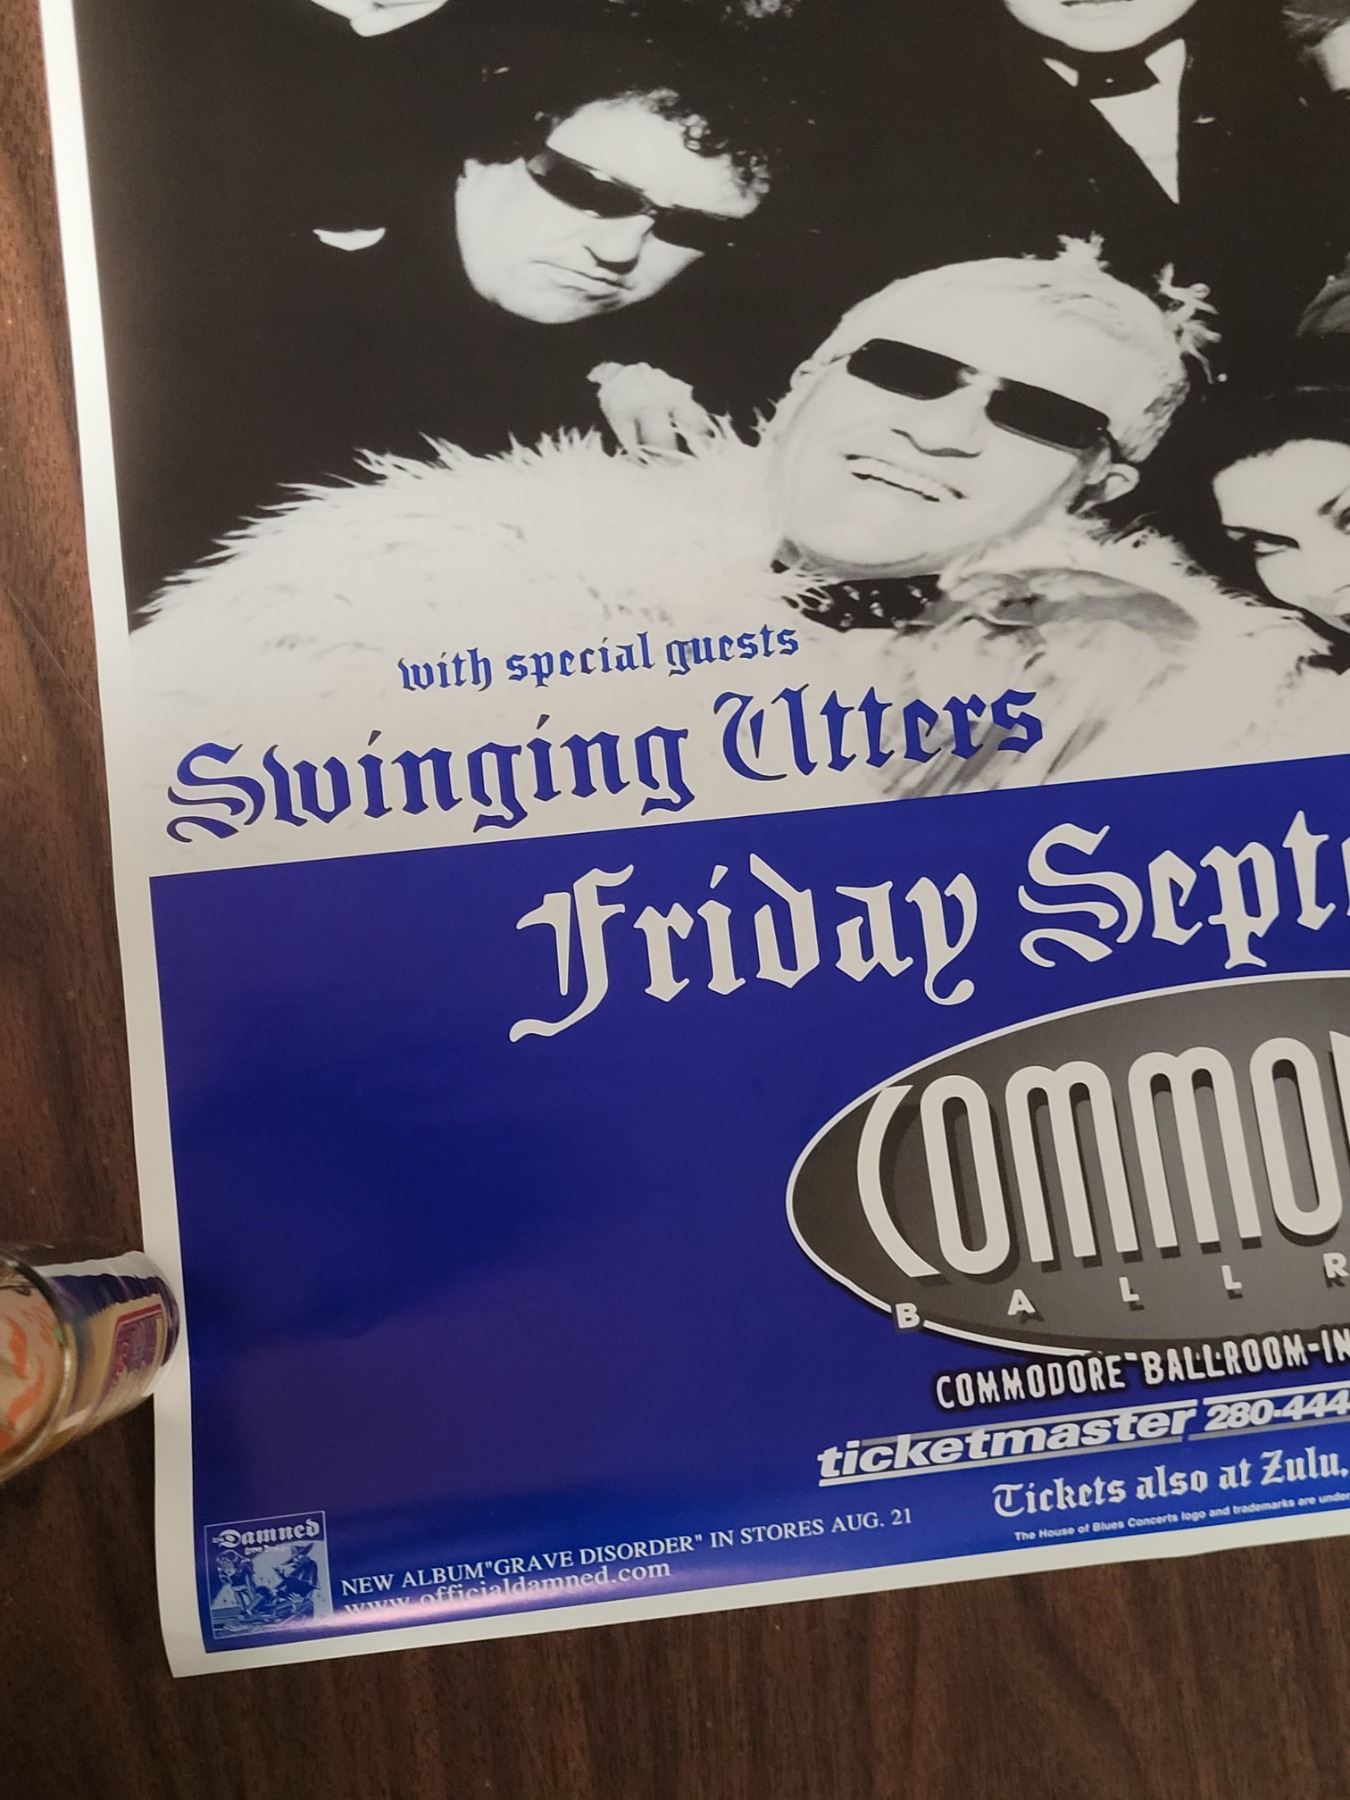 with special guests
Swinging Utters
Friday Sept
COMMO
BALLR
COMMODORE BALLROOM-IN
ticketmaster 280-444
Tickets also at Zulu,
The House of Blues Concerts logo and trademarks are under
Damned
NEW ALBUM"GRAVE DISORDER" IN STORES AUG. 21
www.officialdamned.com